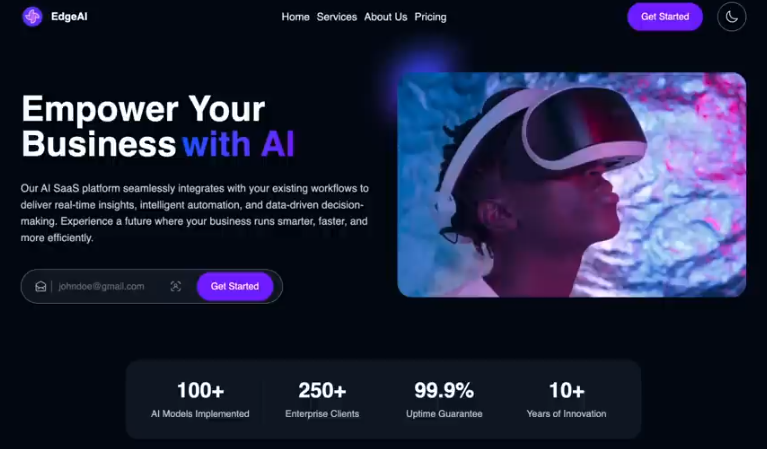 EdgeAI
Home Services About Us Pricing
Get Started
Empower Your
Business with AI
Our AI SaaS platform seamlessly integrates with your existing workflows to
deliver real-time insights, intelligent automation, and data-driven decision-
making. Experience a future where your business runs smarter, faster, and
more efficiently.
johndoe@gmail.com
Get Started
100+
AI Models Implemented
250+
Enterprise Clients
99.9%
Uptime Guarantee
10+
Years of Innovation